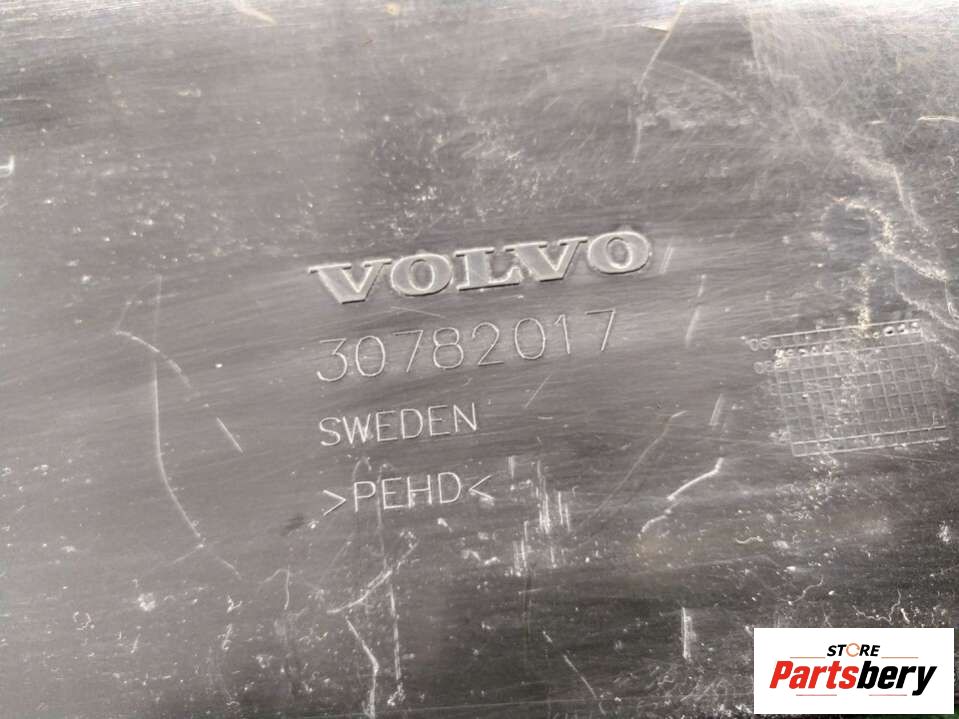 VOLVO
30782017
SWEDEN
>PEHD<
STORE
Partsbery